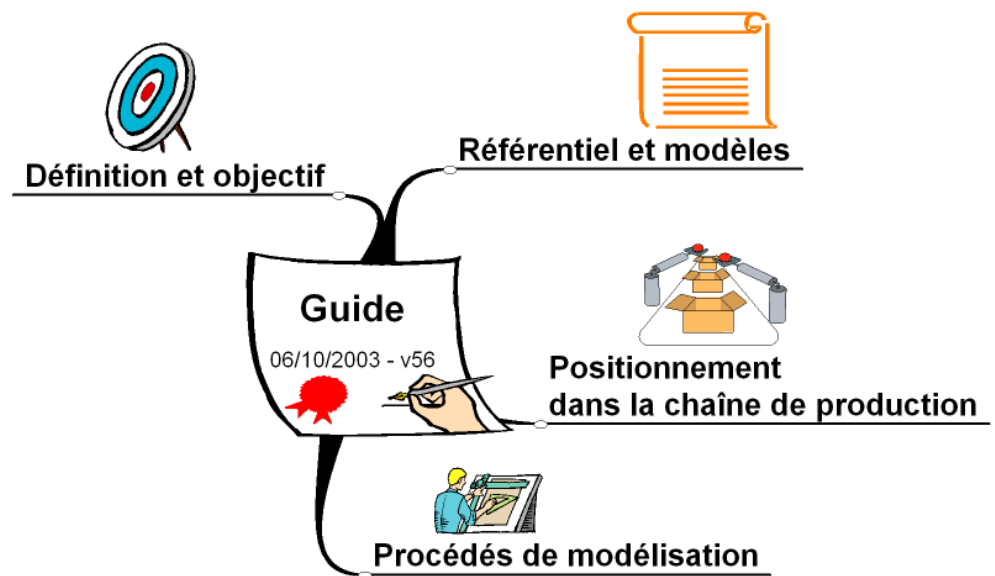 Référentiel et modèles
Définition et objectif
Guide
06/10/2003 - v56
Positionnement
dans la chaîne de production
Procédés de modélisation